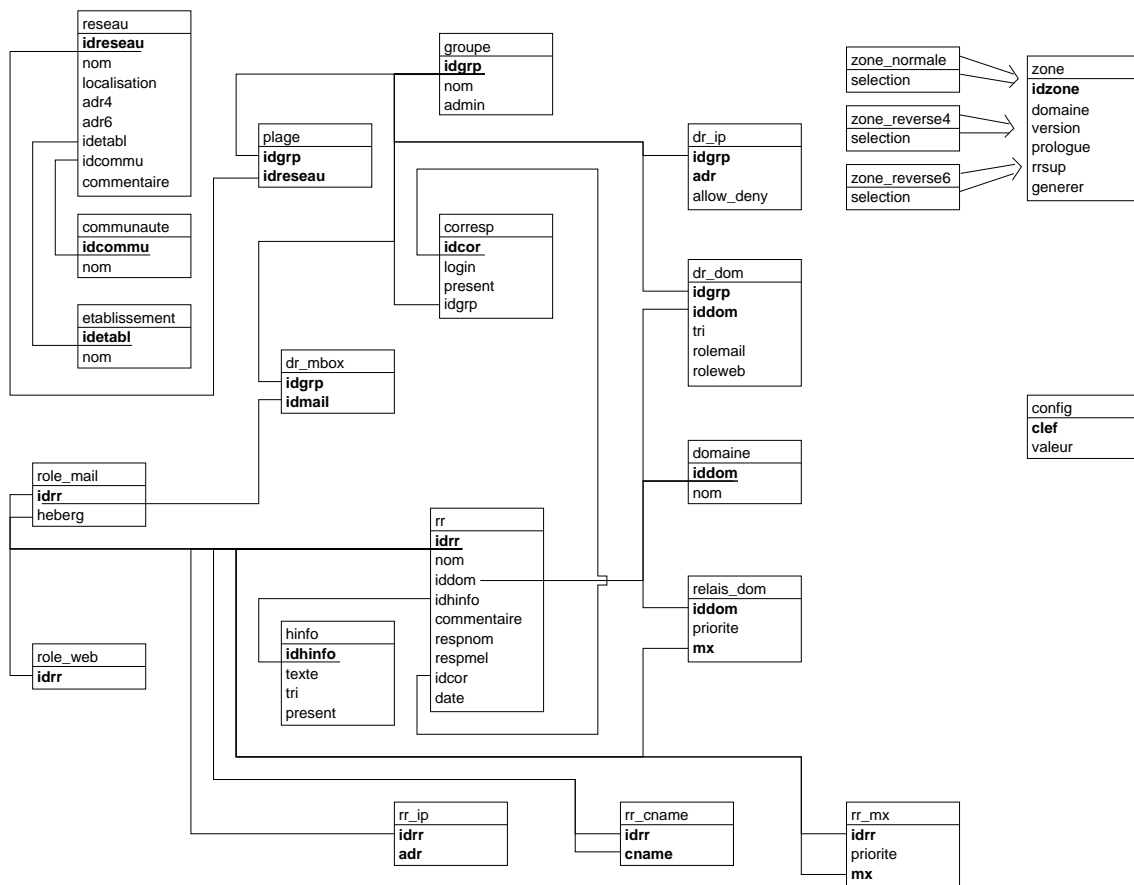 reseau
idreseau
nom
localisation
adr4
adr6
idetabl
idcommu
commentaire
communaute
idcommu
nom
etablissement
idetabl
nom
plage
idgrp
idreseau
groupe
idgrp
nom
admin
corresp
idcor
login
present
idgrp
dr_mbox
idgrp
idmail
dr_ip
idgrp
adr
allow_deny
dr_dom
idgrp
iddom
tri
rolemail
roleweb
zone_normale
selection
zone_reverse4
selection
zone_reverse6
selection
zone
idzone
domaine
version
prologue
rrsup
generer
config
clef
valeur
domaine
iddom
nom
role_mail
idrr
heberg
role_web
idrr
rr
idrr
nom
iddom
idhinfo
commentaire
respnom
respmel
idcor
date
hinfo
idhinfo
texte
tri
present
relais_dom
iddom
priorite
mx
rr_ip
idrr
adr
rr_cname
idrr
cname
rr_mx
idrr
priorite
mx